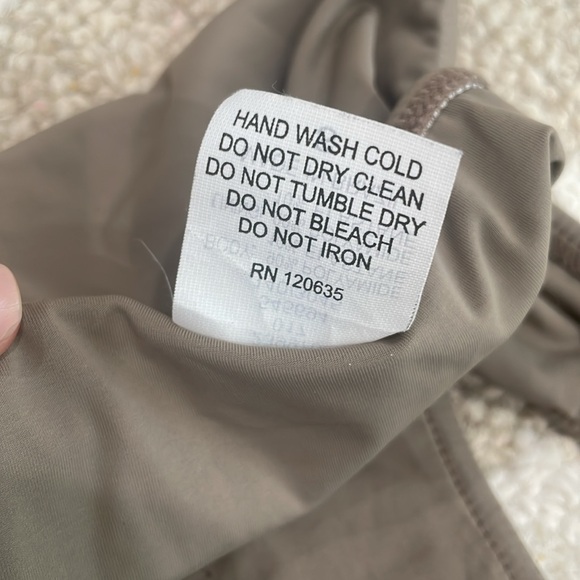 HAND WASH COLD
DO NOT DRY CLEAN
DO NOT TUMBLE DRY
DO NOT BLEACH
DO NOT IRON
RN 120635